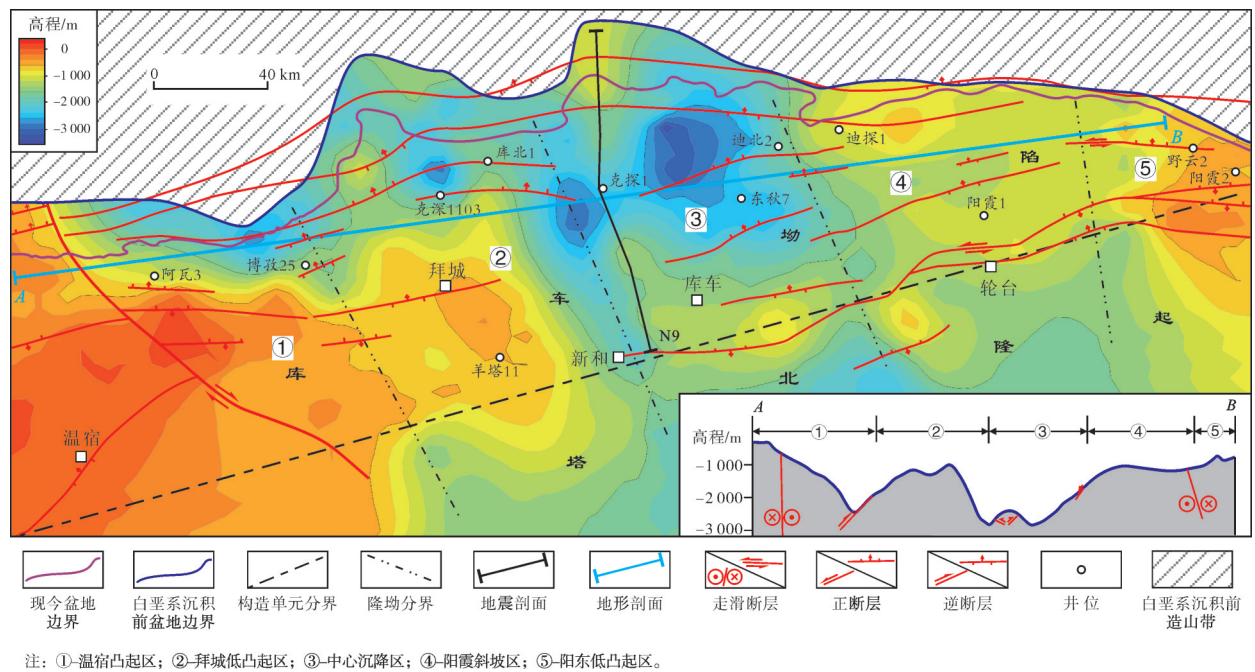 高程/m
0
-1 000
-2 000
-3 000
0 40 km
库北1
克深1103
克探1
迪北2
迪探1
东秋7
野云2
阳霞2
阳霞1
博孜25
阿瓦3
拜城
库车
轮台
新和
N9
羊塔11
温宿
A
B
①
②
③
④
⑤
库
车
坳
陷
塔
北
隆
起
A B
高程/m
① ② ③ ④ ⑤
-1 000
-2 000
-3 000
现今盆地
边界
白垩系沉积
前盆地边界
构造单元分界
隆坳分界
地震剖面
地形剖面
走滑断层
正断层
逆断层
井位
白垩系沉积前
造山带
注：①-温宿凸起区；②-拜城低凸起区；③-中心沉降区；④-阳霞斜坡区；⑤-阳东低凸起区。